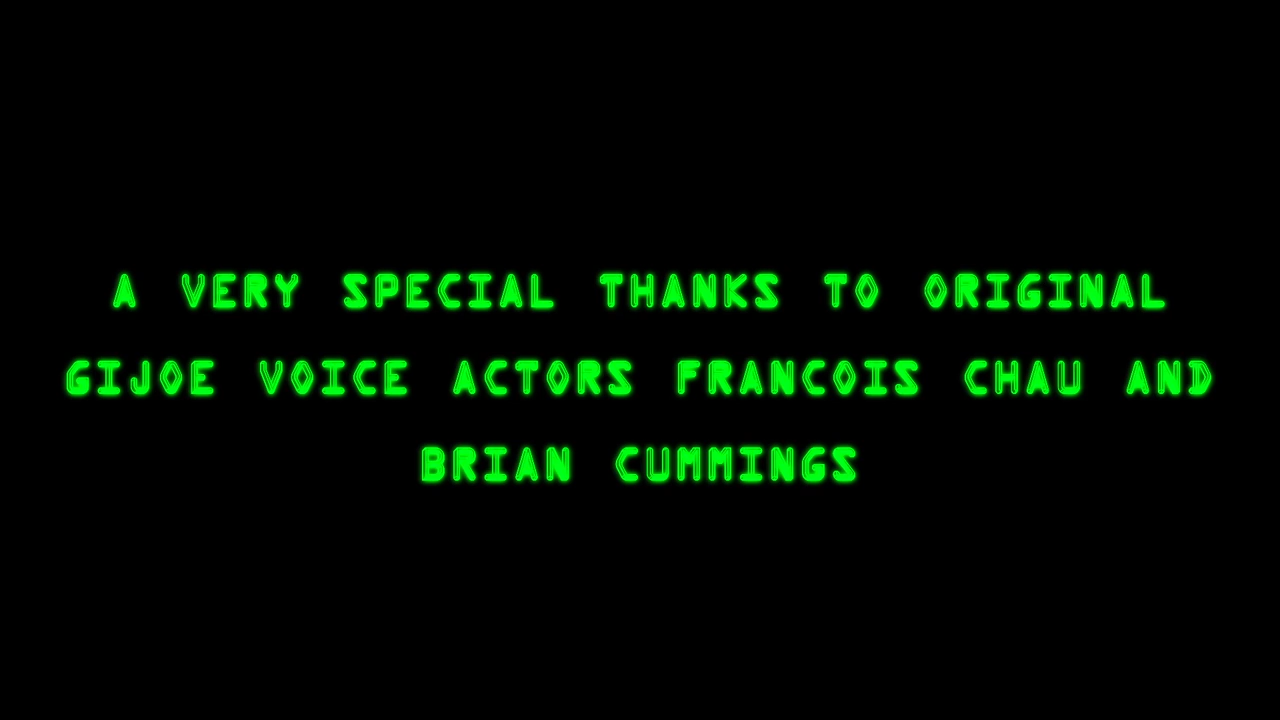 A VERY SPECIAL THANKS TO ORIGINAL
GIJOE VOICE ACTORS FRANCOIS CHAU AND
BRIAN CUMMINGS